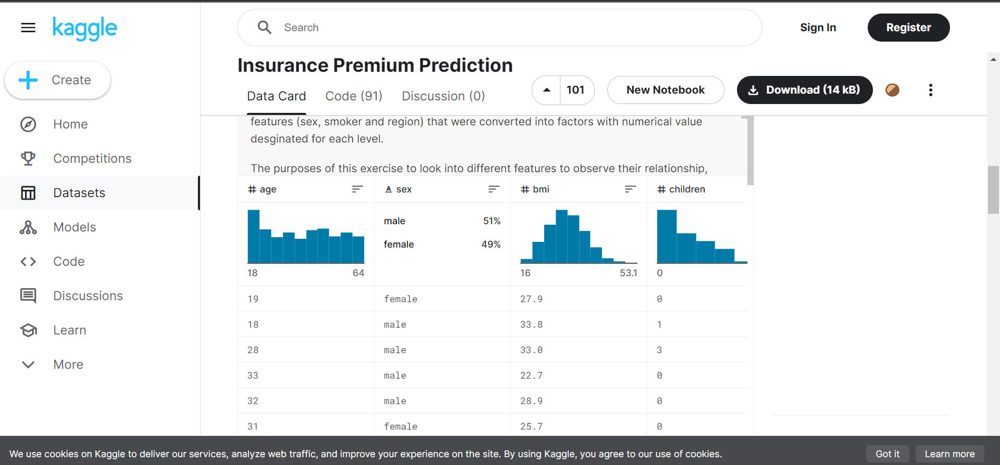 kaggle
Search
Sign In
Register
Create
Home
Competitions
Datasets
Models
Code
Discussions
Learn
More
Insurance Premium Prediction
Data Card
Code (91)
Discussion (0)
101
New Notebook
Download (14 kB)
features (sex, smoker and region) that were converted into factors with numerical value
desginated for each level.
The purposes of this exercise to look into different features to observe their relationship,
# age
A sex
# bmi
# children
male 51%
female 49%
18 64
16 53.1
0
19 female 27.9 0
18 male 33.8 1
28 male 33.0 3
33 male 22.7 0
32 male 28.9 0
31 female 25.7 0
We use cookies on Kaggle to deliver our services, analyze web traffic, and improve your experience on the site. By using Kaggle, you agree to our use of cookies.
Got it
Learn more